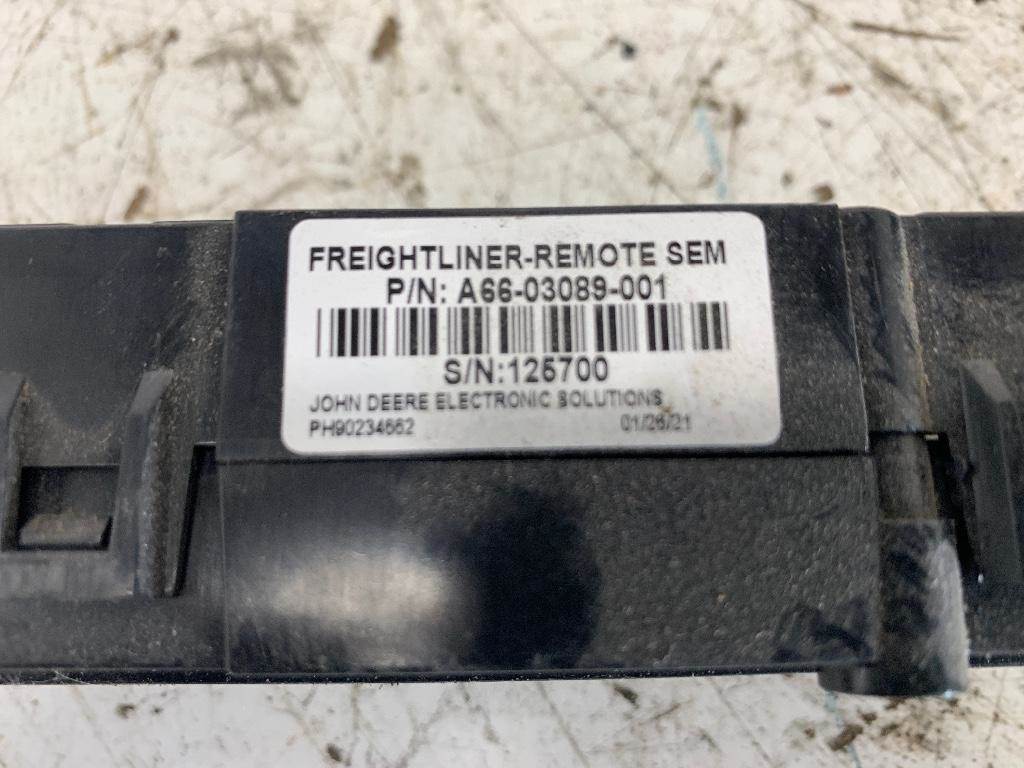 FREIGHTLINER-REMOTE SEM
P/N: A66-03089-001
S/N:125700
JOHN DEERE ELECTRONIC SOLUTIONS
PH90234662
01/26/21